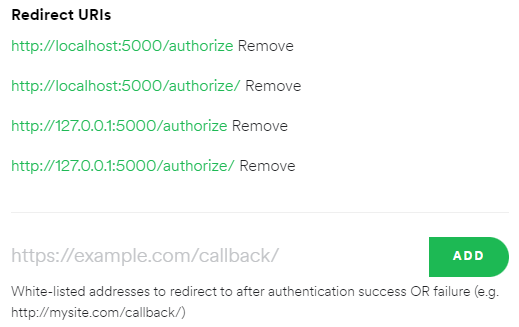 Redirect URIs
http://localhost:5000/authorize Remove
http://localhost:5000/authorize/ Remove
http://127.0.0.1:5000/authorize Remove
http://127.0.0.1:5000/authorize/ Remove
https://example.com/callback/ ADD
White-listed addresses to redirect to after authentication success OR failure (e.g.
http://mysite.com/callback/)